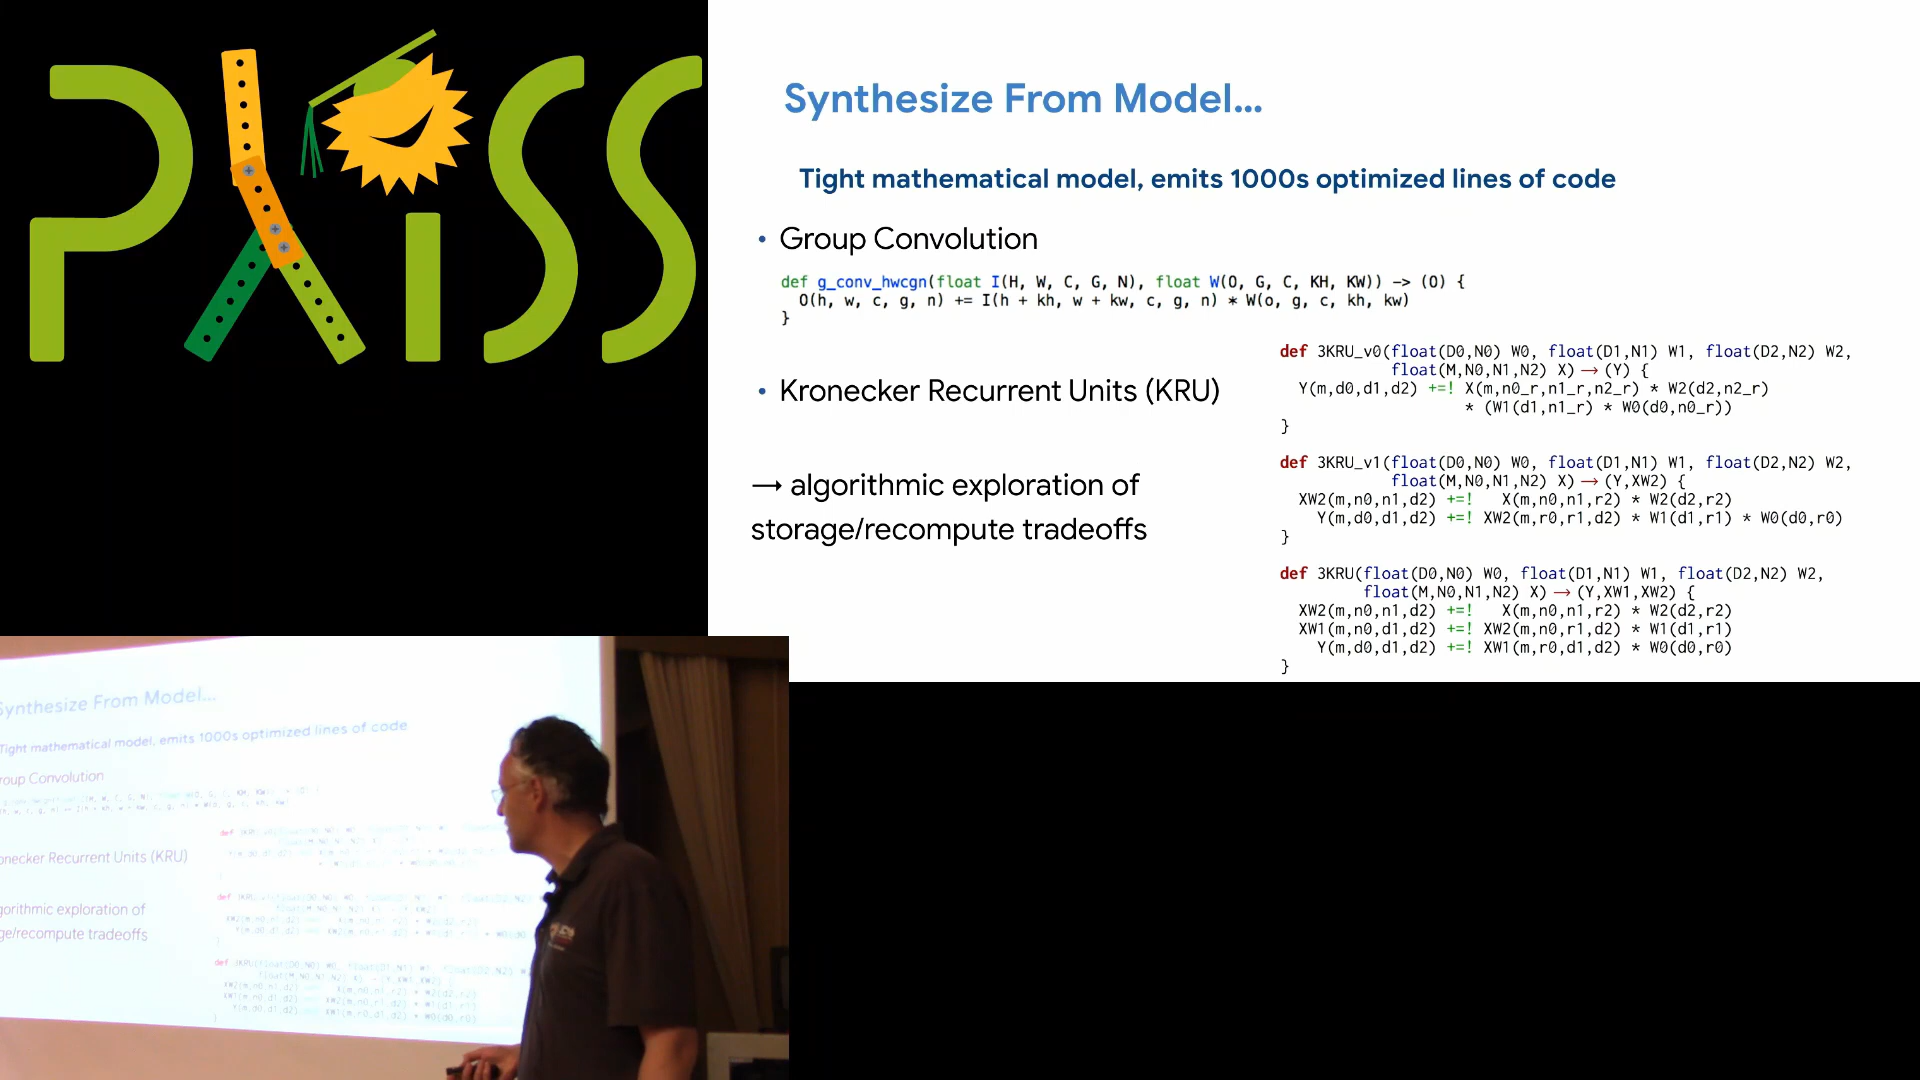 PXiSS
Synthesize From Model...
Tight mathematical model, emits 1000s optimized lines of code
• Group Convolution
def g_conv_hwcgn(float I(H, W, C, G, N), float W(O, G, C, KH, KW)) -> (O) {
O(h, w, c, g, n) += I(h + kh, w + kw, c, g, n) * W(o, g, c, kh, kw)
}
• Kronecker Recurrent Units (KRU)
→ algorithmic exploration of
storage/recompute tradeoffs
def 3KRU_v0(float(D0,N0) W0, float(D1,N1) W1, float(D2,N2) W2,
float(M,N0,N1,N2) X) → (Y) {
Y(m,d0,d1,d2) +=! X(m,n0_r,n1_r,n2_r) * W2(d2,n2_r)
* (W1(d1,n1_r) * W0(d0,n0_r))
}
def 3KRU_v1(float(D0,N0) W0, float(D1,N1) W1, float(D2,N2) W2,
float(M,N0,N1,N2) X) → (Y,XW2) {
XW2(m,n0,n1,d2) +=! X(m,n0,n1,r2) * W2(d2,r2)
Y(m,d0,d1,d2) +=! XW2(m,r0,r1,d2) * W1(d1,r1) * W0(d0,r0)
}
def 3KRU(float(D0,N0) W0, float(D1,N1) W1, float(D2,N2) W2,
float(M,N0,N1,N2) X) → (Y,XW1,XW2) {
XW2(m,n0,n1,d2) +=! X(m,n0,n1,r2) * W2(d2,r2)
XW1(m,n0,d1,d2) +=! XW2(m,n0,r1,d2) * W1(d1,r1)
Y(m,d0,d1,d2) +=! XW1(m,r0,d1,d2) * W0(d0,r0)
}
Synthesize From Model...
Tight mathematical model, emits 1000s optimized lines of code
roup Convolution
onecker Recurrent Units (KRU)
gorithmic exploration of
ge/recompute tradeoffs